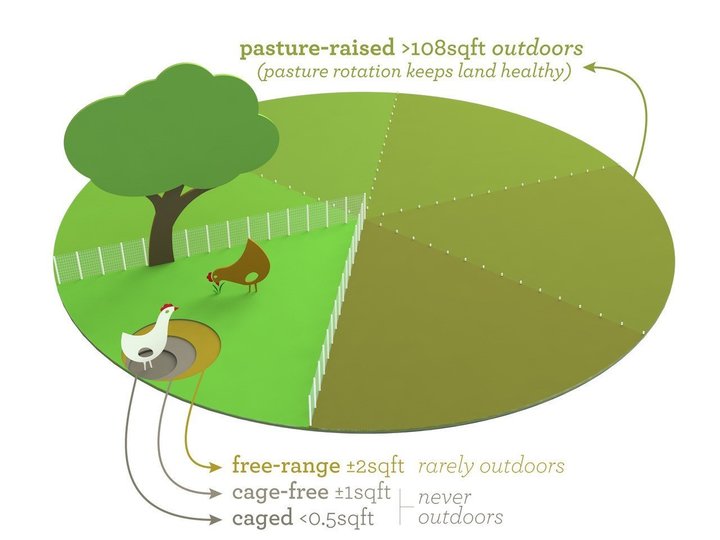 pasture-raised >108sqft outdoors
(pasture rotation keeps land healthy)
free-range ±2sqft rarely outdoors
cage-free ±1sqft
caged <0.5sqft
never
outdoors